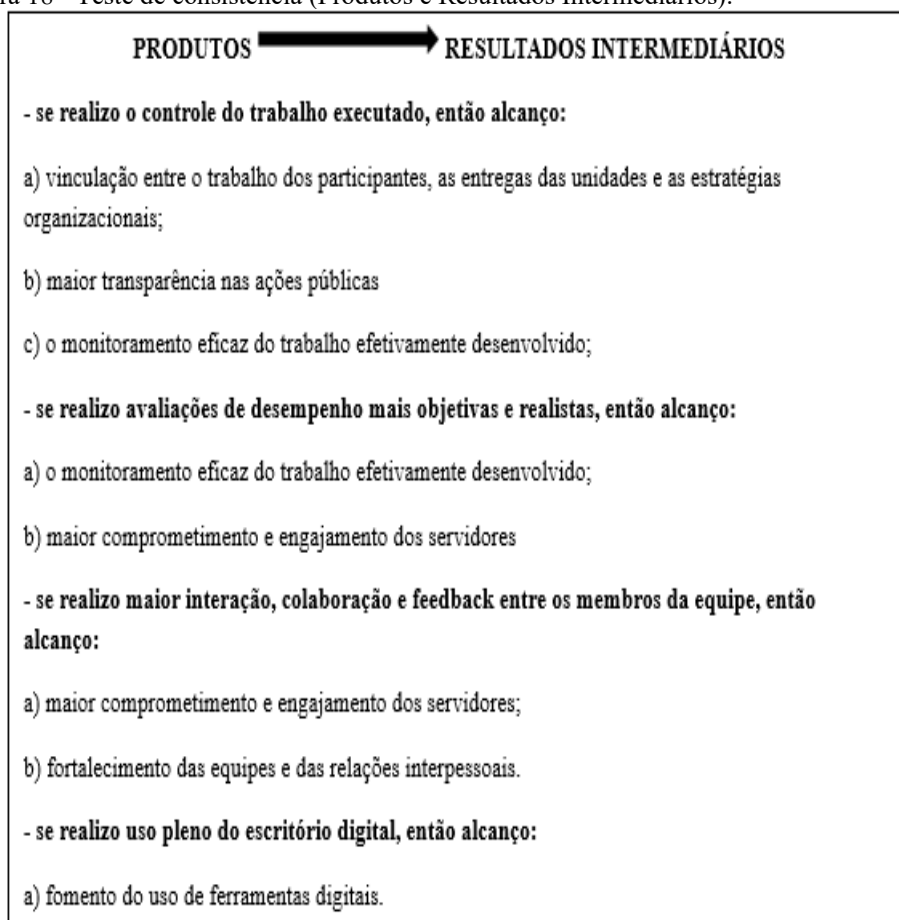 ra 18 – Teste de consistência (Produtos e Resultados Intermediários).
PRODUTOS RESULTADOS INTERMEDIÁRIOS
- se realizo o controle do trabalho executado, então alcanço:
a) vinculação entre o trabalho dos participantes, as entregas das unidades e as estratégias
organizacionais;
b) maior transparência nas ações públicas
c) o monitoramento eficaz do trabalho efetivamente desenvolvido;
- se realizo avaliações de desempenho mais objetivas e realistas, então alcanço:
a) o monitoramento eficaz do trabalho efetivamente desenvolvido;
b) maior comprometimento e engajamento dos servidores
- se realizo maior interação, colaboração e feedback entre os membros da equipe, então
alcanço:
a) maior comprometimento e engajamento dos servidores;
b) fortalecimento das equipes e das relações interpessoais.
- se realizo uso pleno do escritório digital, então alcanço:
a) fomento do uso de ferramentas digitais.